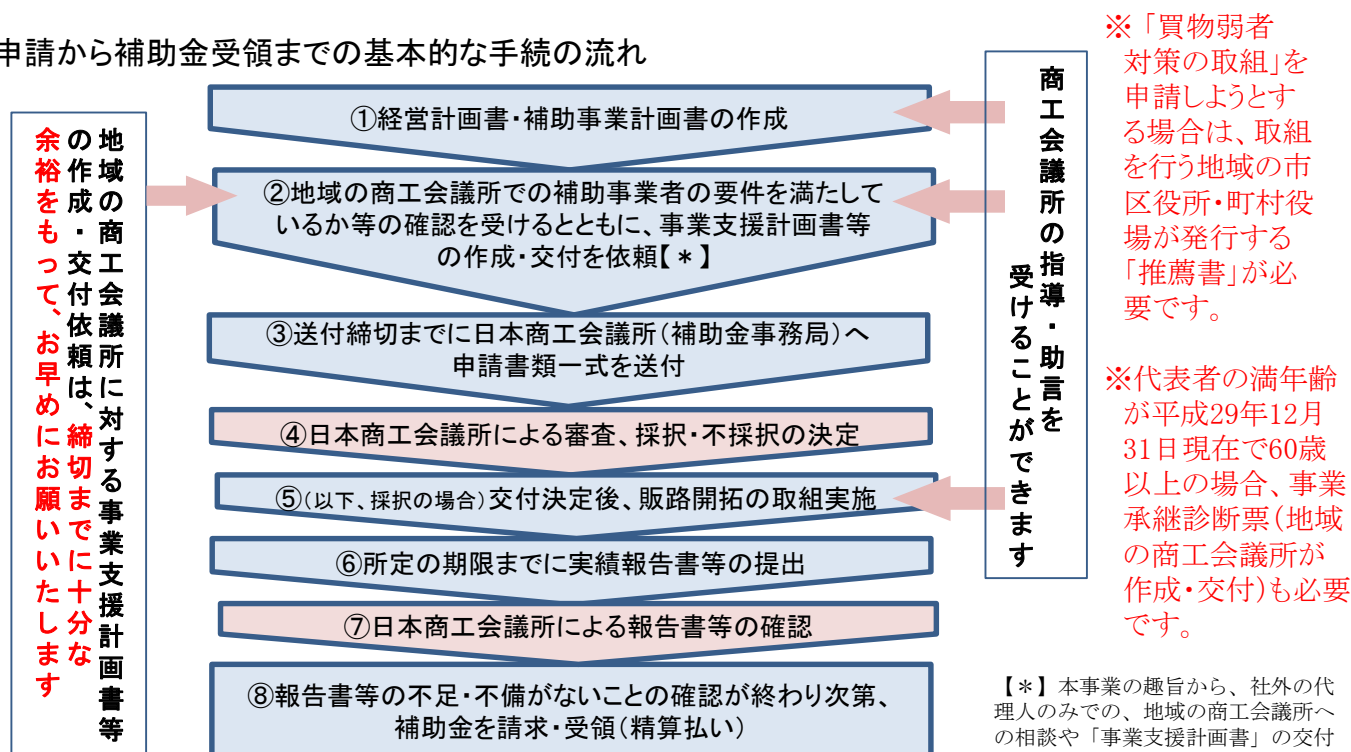 申請から補助金受領までの基本的な手続の流れ
地域の商工会議所に対する事業支援計画書等
の作成・交付依頼は、締切までに十分な
余裕をもって、お早めにお願いいたします
①経営計画書・補助事業計画書の作成
②地域の商工会議所での補助事業者の要件を満たして
いるか等の確認を受けるとともに、事業支援計画書等
の作成・交付を依頼【*】
③送付締切までに日本商工会議所(補助金事務局)へ
申請書類一式を送付
④日本商工会議所による審査、採択・不採択の決定
⑤(以下、採択の場合)交付決定後、販路開拓の取組実施
⑥所定の期限までに実績報告書等の提出
⑦日本商工会議所による報告書等の確認
⑧報告書等の不足・不備がないことの確認が終わり次第、
補助金を請求・受領(精算払い)
商工会議所の指導・助言を
受けることができます
※「買物弱者
対策の取組」を
申請しようとす
る場合は、取組
を行う地域の市
区役所・町村役
場が発行する
「推薦書」が必
要です。
※代表者の満年齢
が平成29年12月
31日現在で60歳
以上の場合、事業
承継診断票(地域
の商工会議所が
作成・交付)も必要
です。
【*】本事業の趣旨から、社外の代
理人のみでの、地域の商工会議所へ
の相談や「事業支援計画書」の交付